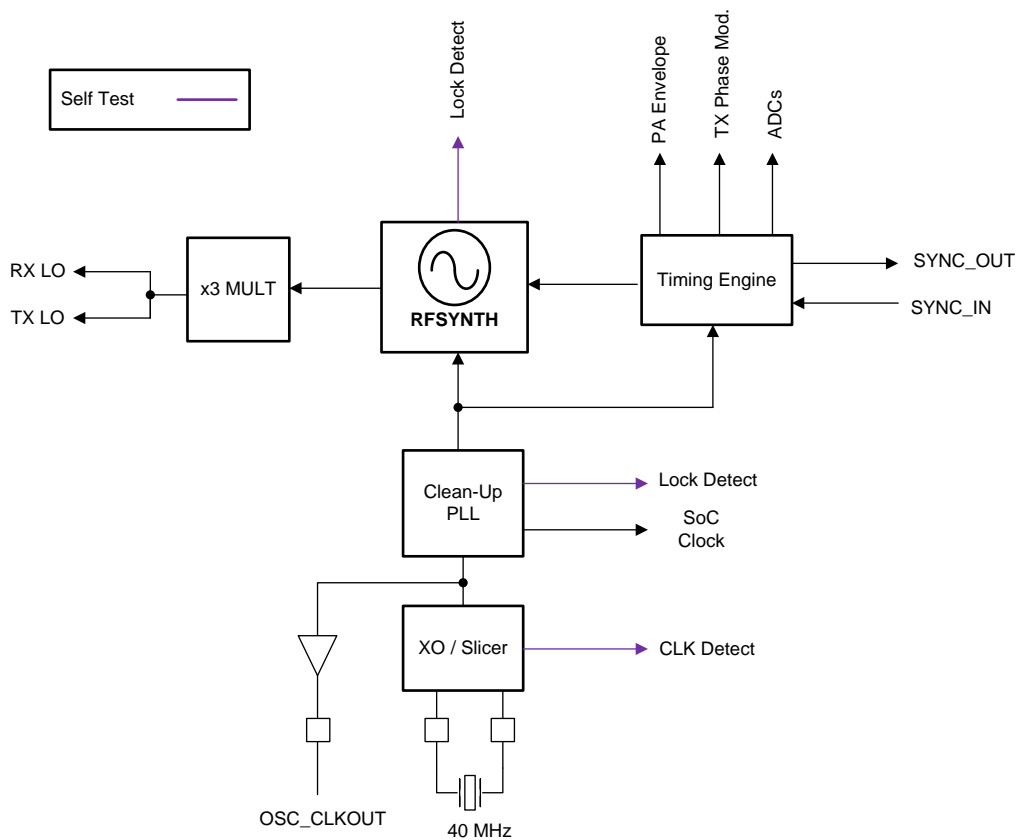 Self Test
Lock Detect
PA Envelope
TX Phase Mod.
ADCs
RX LO
TX LO
x3 MULT
RFSYNTH
Timing Engine
SYNC_OUT
SYNC_IN
Clean-Up
PLL
Lock Detect
SoC
Clock
XO / Slicer
CLK Detect
OSC_CLKOUT
40 MHz